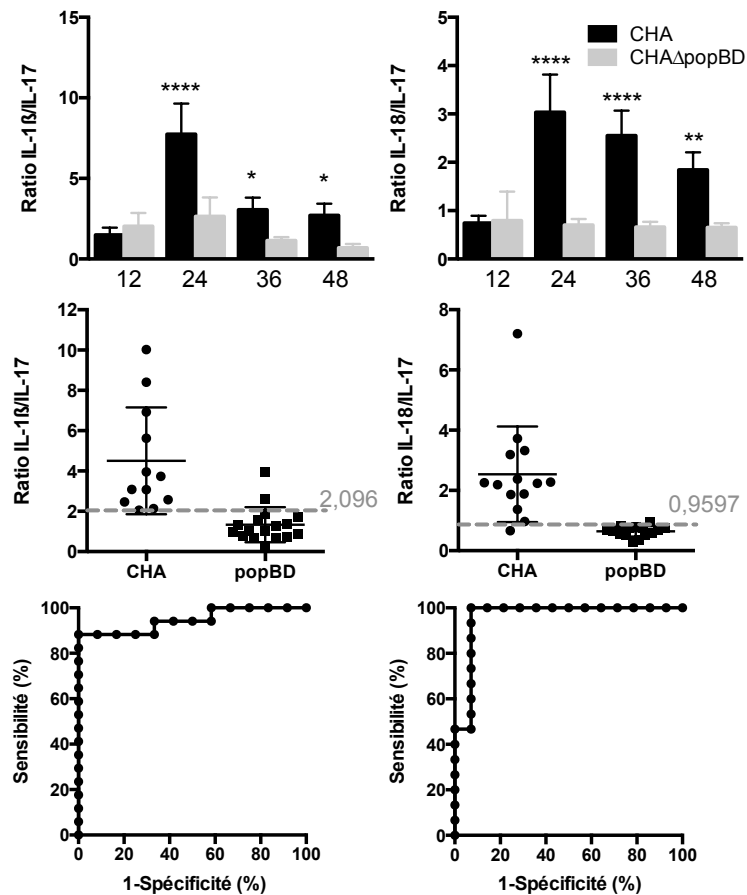 Ratio IL-1ß/IL-17
15
10
5
0
****
*
*
12 24 36 48
Ratio IL-18/IL-17
5
4
3
2
1
0
CHA
CHAΔpopBD
****
****
**
12 24 36 48
Ratio IL-1ß/IL-17
12
10
8
6
4
2
0
2,096
CHA popBD
Ratio IL-18/IL-17
8
6
4
2
0
0,9597
CHA popBD
Sensibilité (%)
100
80
60
40
20
0
0 20 40 60 80 100
1-Spécificité (%)
Sensibilité (%)
100
80
60
40
20
0
0 20 40 60 80 100
1-Spécificité (%)